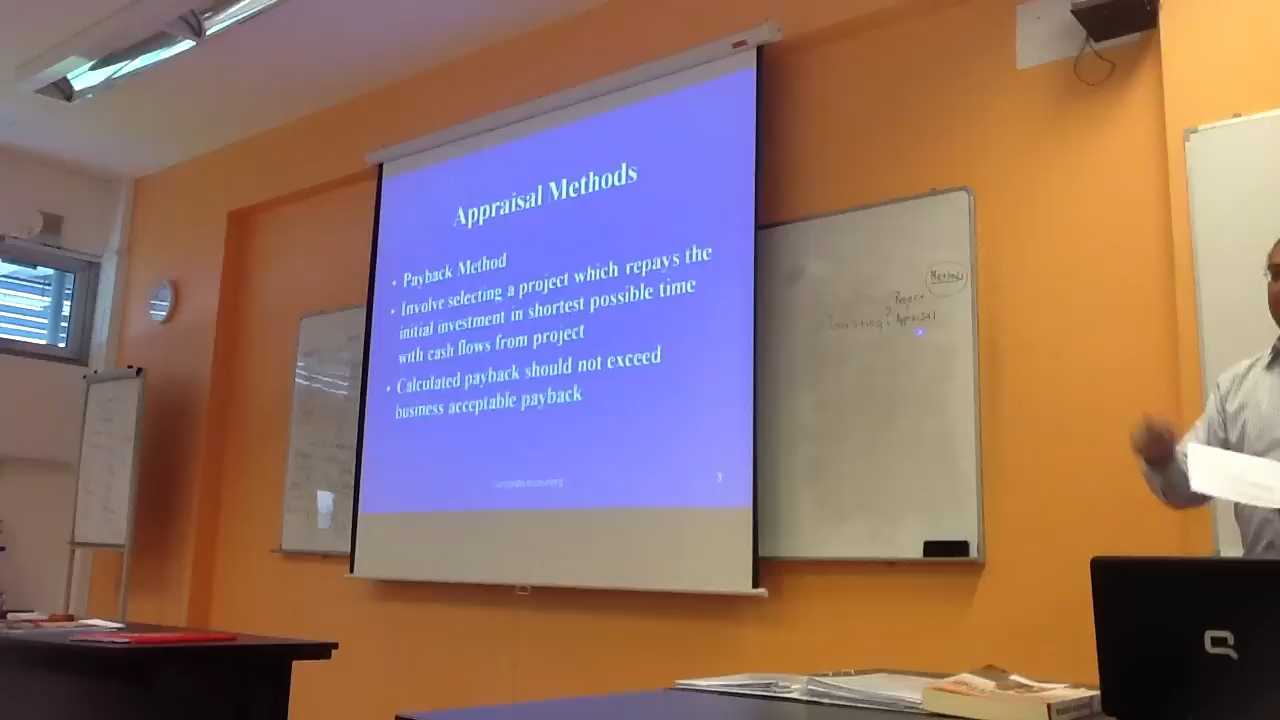 Appraisal Methods
• Payback Method
• Involve selecting a project which repays the
initial investment in shortest possible time
with cash flows from project
• Calculated payback should not exceed
business acceptable payback
3
Methods
Project
Appraisal